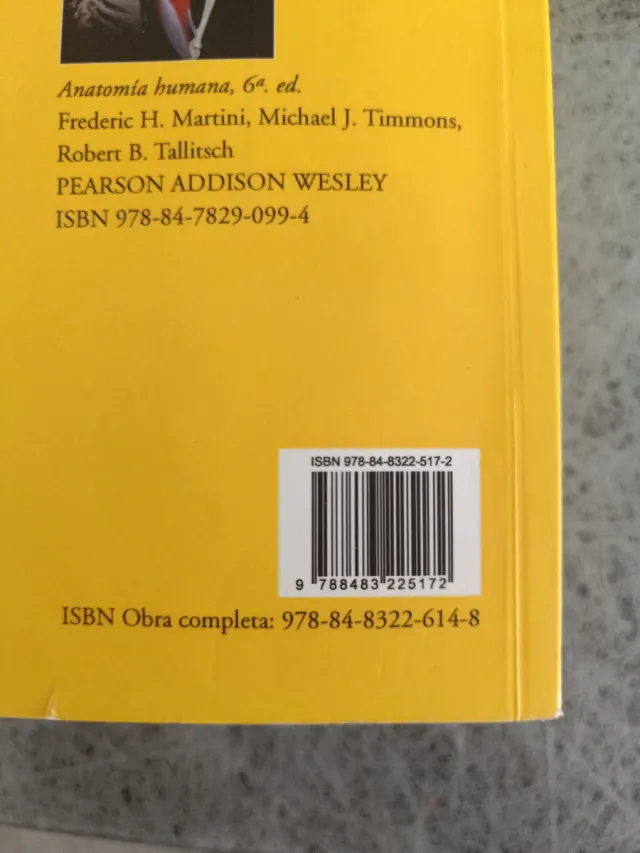 Anatomía humana, 6ª. ed.
Frederic H. Martini, Michael J. Timmons,
Robert B. Tallitsch
PEARSON ADDISON WESLEY
ISBN 978-84-7829-099-4
ISBN 978-84-8322-517-2
9 788483 225172
ISBN Obra completa: 978-84-8322-614-8